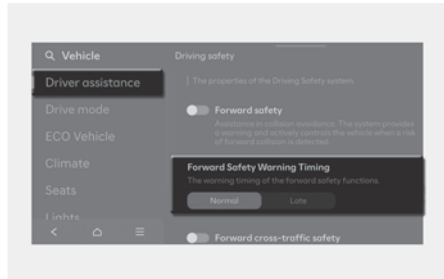 Vehicle
Driver assistance
Drive mode
ECO Vehicle
Climate
Seats
Lights
Driving safety
The properties of the Driving Safety system.
Forward safety
Assistance in collision avoidance. The system provides
a warning and actively controls the vehicle when a risk
of forward collision is detected.
Forward Safety Warning Timing
The warning timing of the forward safety functions.
Normal Late
Forward cross-traffic safety